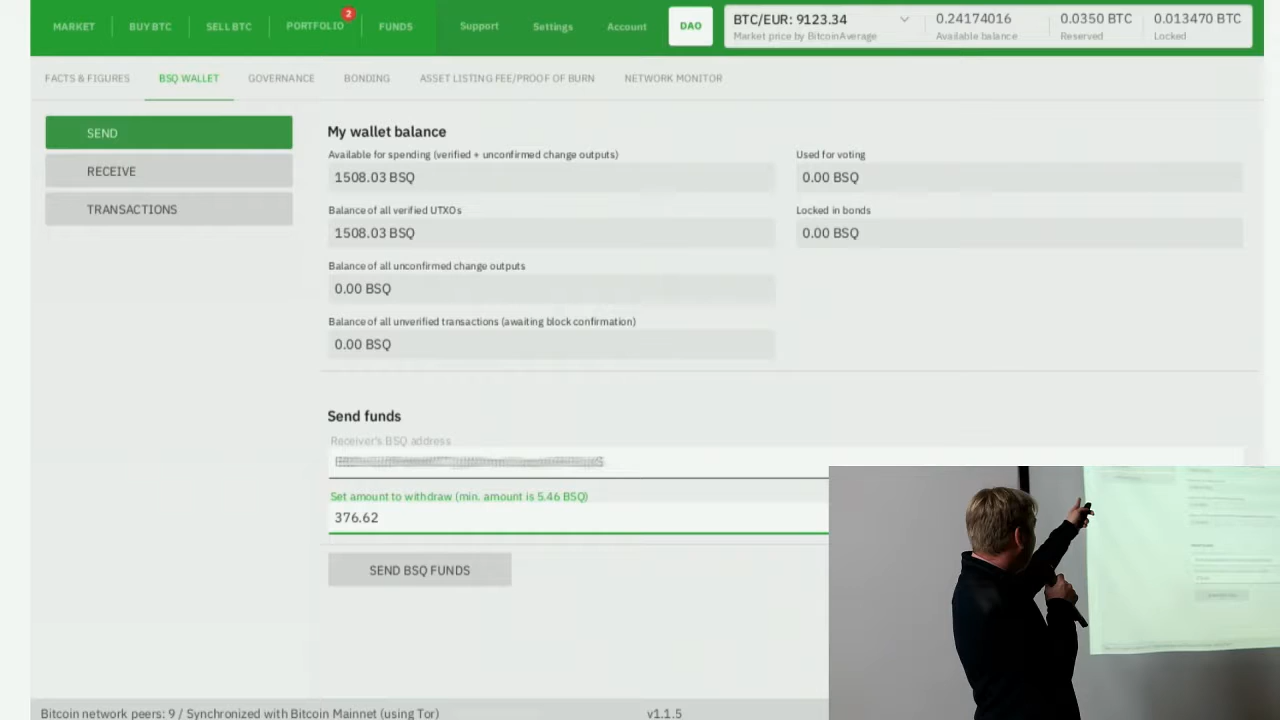 MARKET BUY BTC SELL BTC PORTFOLIO 2 FUNDS Support Settings Account DAO
BTC/EUR: 9123.34 0.24174016 0.0350 BTC 0.013470 BTC
Market price by BitcoinAverage Available balance Reserved Locked
FACTS & FIGURES BSQ WALLET GOVERNANCE BONDING ASSET LISTING FEE/PROOF OF BURN NETWORK MONITOR
SEND
RECEIVE
TRANSACTIONS
My wallet balance
Available for spending (verified + unconfirmed change outputs) Used for voting
1508.03 BSQ 0.00 BSQ
Balance of all verified UTXOs Locked in bonds
1508.03 BSQ 0.00 BSQ
Balance of all unconfirmed change outputs
0.00 BSQ
Balance of all unverified transactions (awaiting block confirmation)
0.00 BSQ
Send funds
Receiver's BSQ address
Set amount to withdraw (min. amount is 5.46 BSQ)
376.62
SEND BSQ FUNDS
Bitcoin network peers: 9 / Synchronized with Bitcoin Mainnet (using Tor) v1.1.5